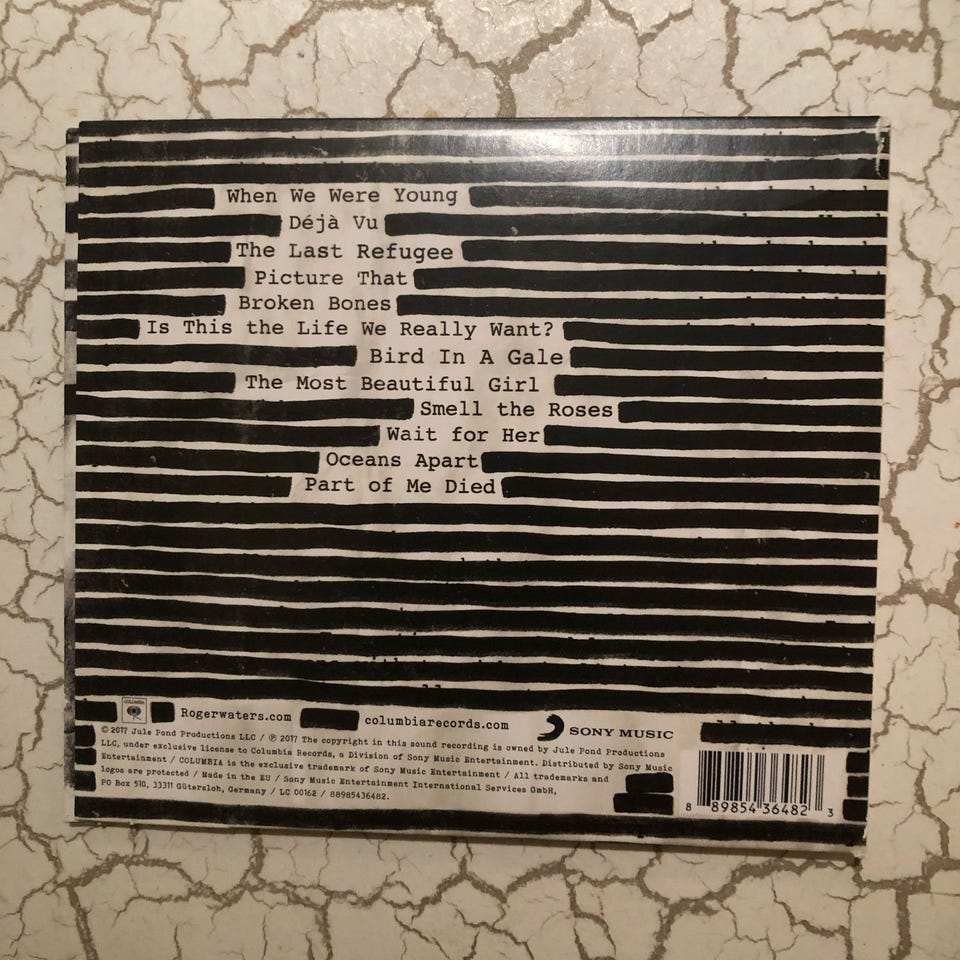 When We Were Young
Déjà Vu
The Last Refugee
Picture That
Broken Bones
Is This the Life We Really Want?
Bird In A Gale
The Most Beautiful Girl
Smell the Roses
Wait for Her
Oceans Apart
Part of Me Died
COLUMBIA
Rogerwaters.com
columbiarecords.com
SONY MUSIC
©2017 Jule Pond Productions LLC / ℗ 2017 The copyright in this sound recording is owned by Jule Pond Productions
LLC, under exclusive license to Columbia Records, a Division of Sony Music Entertainment. Distributed by Sony Music
Entertainment / COLUMBIA is the exclusive trademark of Sony Music Entertainment / All trademarks and
logos are protected / Made in the EU / Sony Music Entertainment International Services GmbH,
PO Box 510, 33311 Gütersloh, Germany / LC 00162 / 88985436482.
8 89854 36482 3